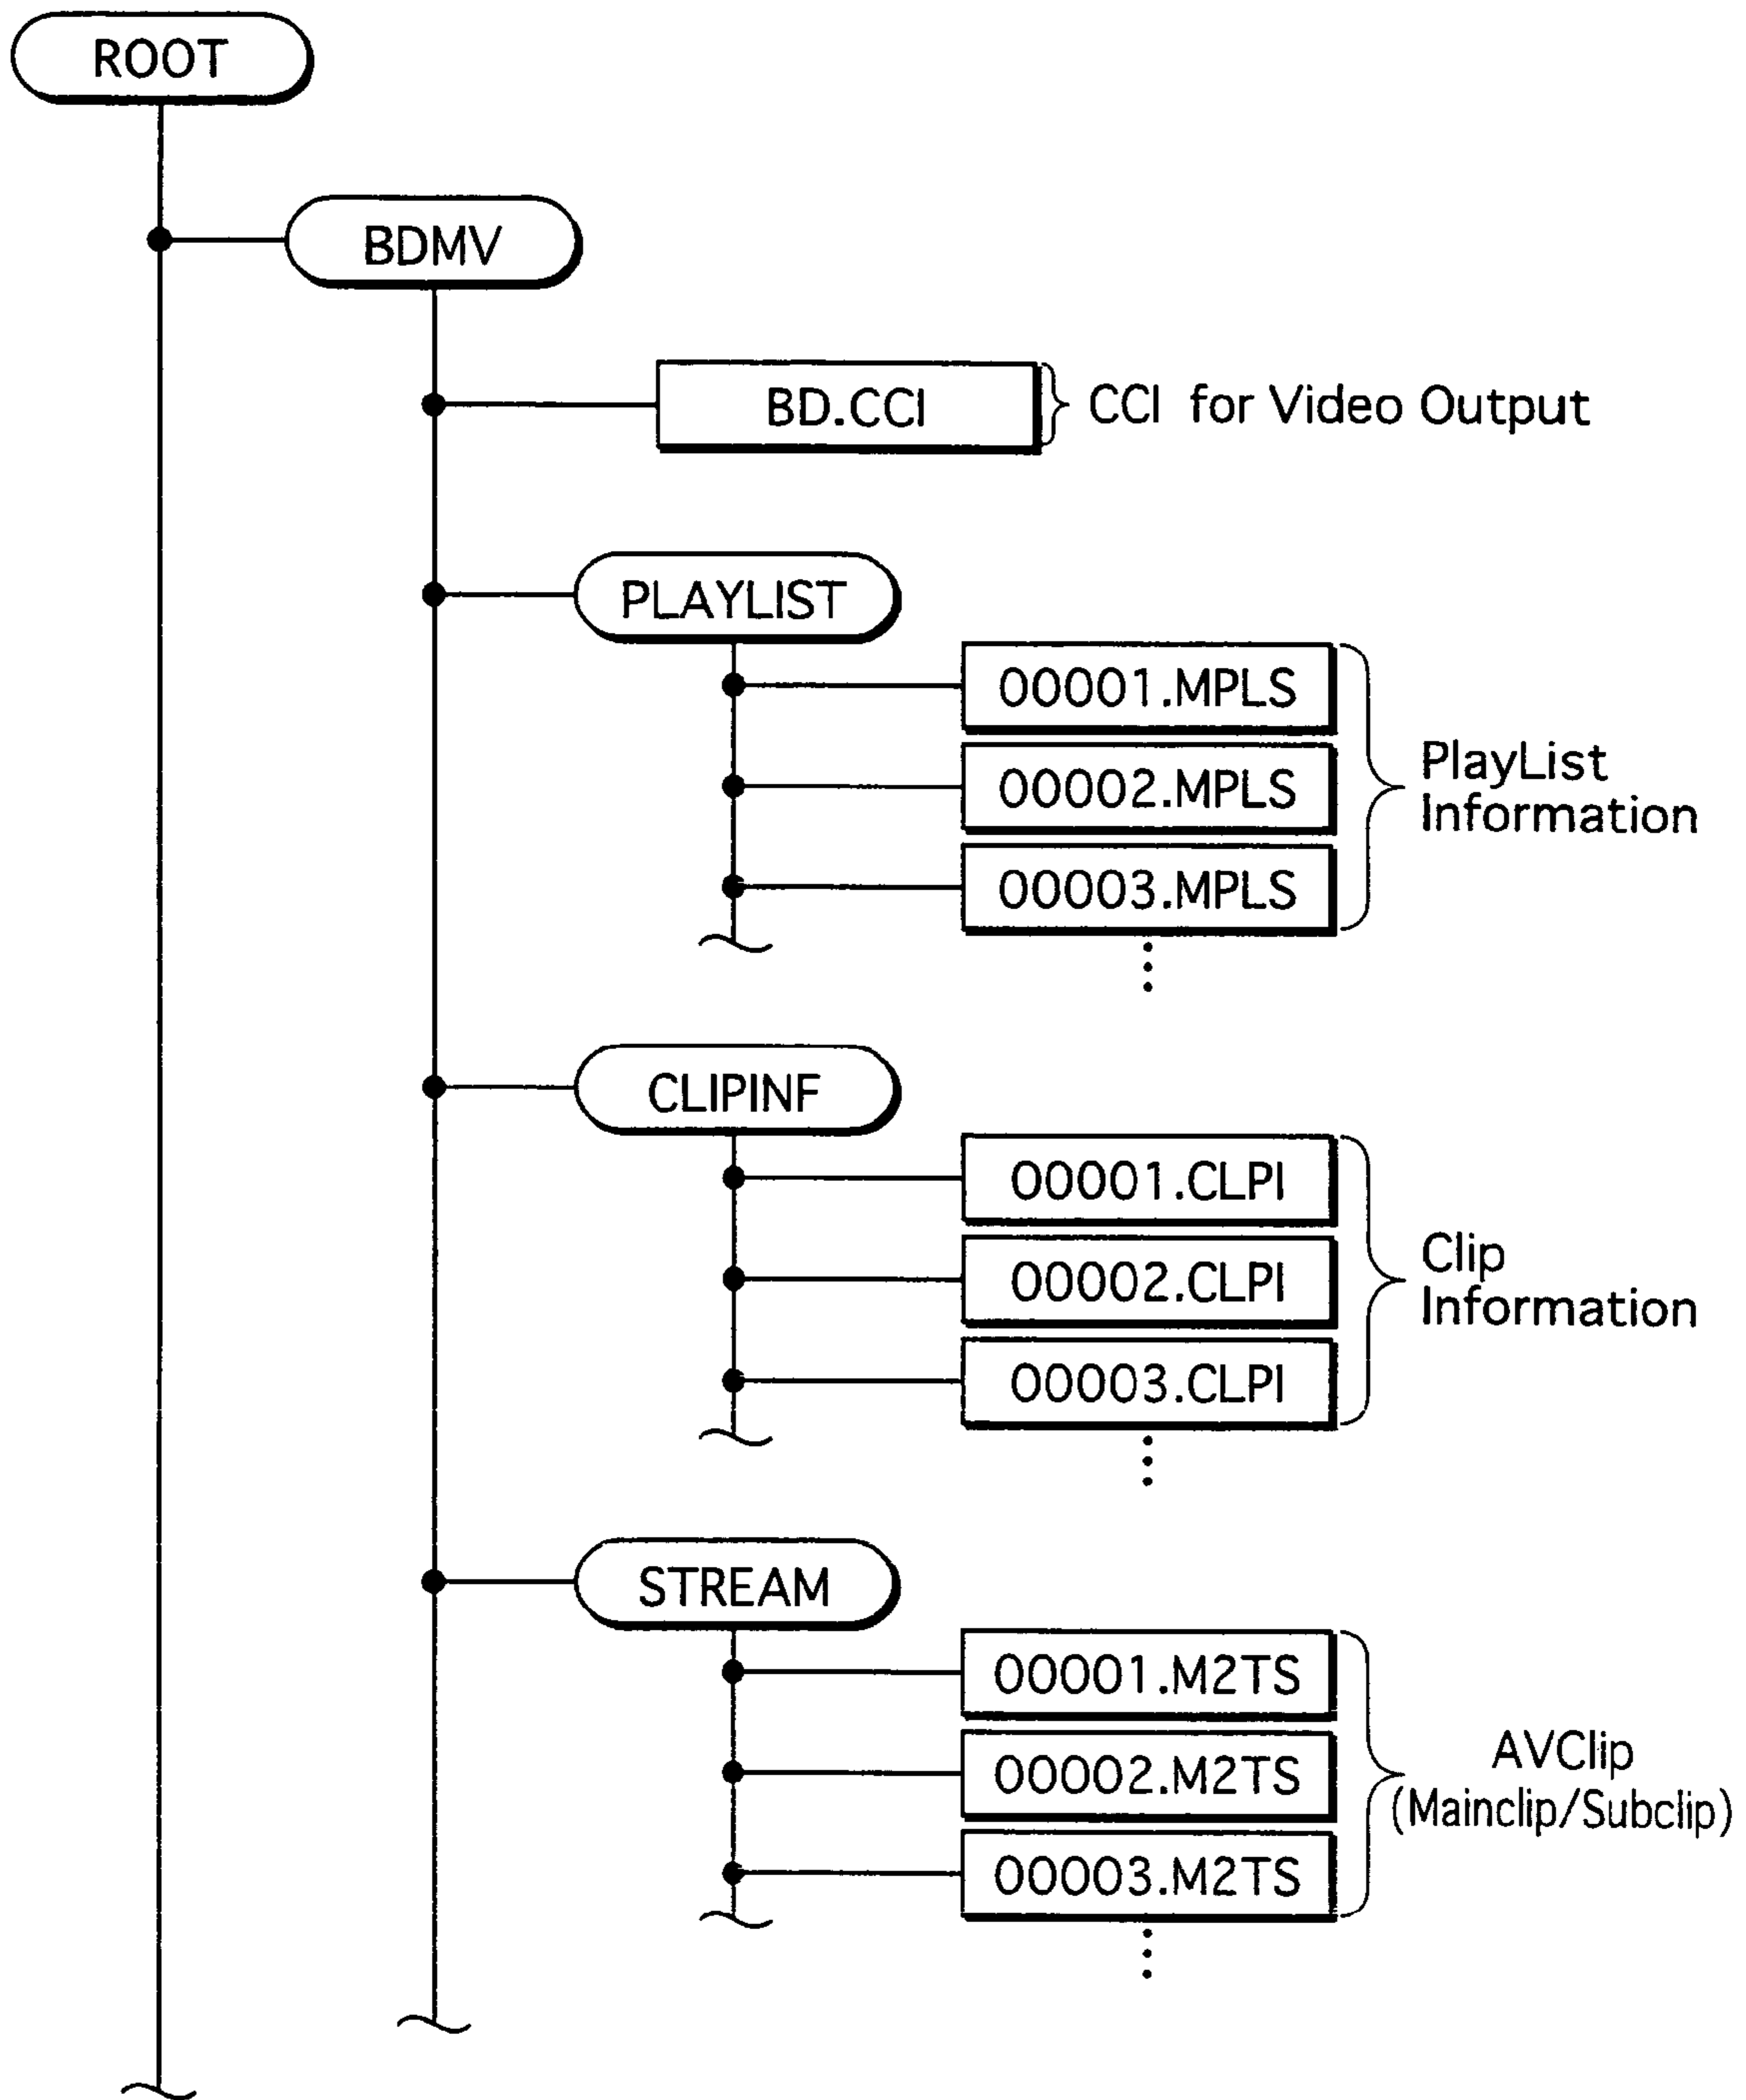 ROOT
BDMV
BD.CCI
CCI for Video Output
PLAYLIST
00001.MPLS
00002.MPLS
00003.MPLS
PlayList
Information
CLIPINF
00001.CLPI
00002.CLPI
00003.CLPI
Clip
Information
STREAM
00001.M2TS
00002.M2TS
00003.M2TS
AVClip
(Mainclip/Subclip)